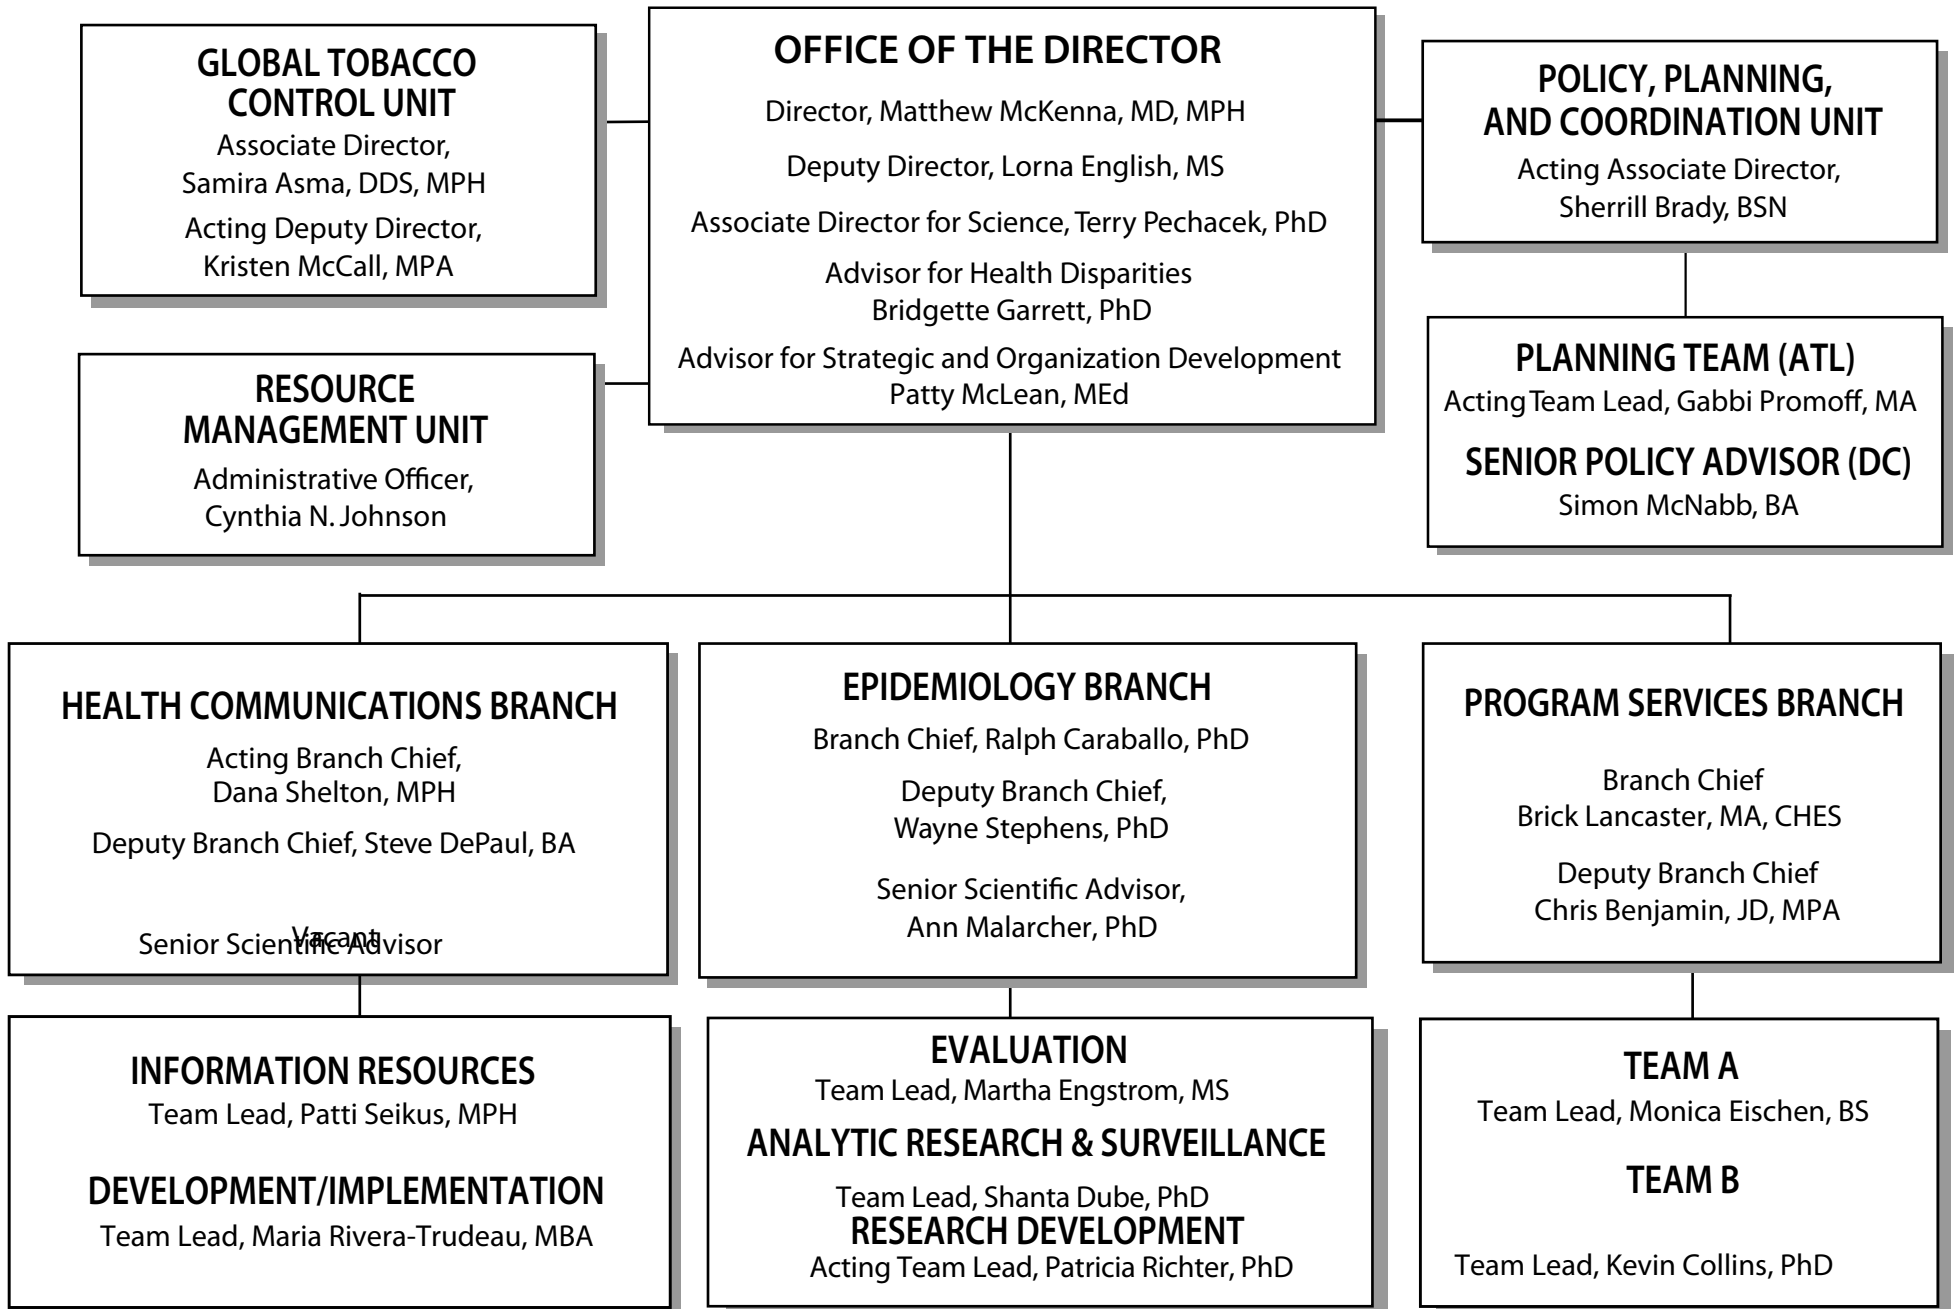 GLOBAL TOBACCO
CONTROL UNIT
Associate Director,
Samira Asma, DDS, MPH
Acting Deputy Director,
Kristen McCall, MPA
OFFICE OF THE DIRECTOR
Director, Matthew McKenna, MD, MPH
Deputy Director, Lorna English, MS
Associate Director for Science, Terry Pechacek, PhD
Advisor for Health Disparities
Bridgette Garrett, PhD
Advisor for Strategic and Organization Development
Patty McLean, MEd
POLICY, PLANNING,
AND COORDINATION UNIT
Acting Associate Director,
Sherrill Brady, BSN
RESOURCE
MANAGEMENT UNIT
Administrative Officer,
Cynthia N. Johnson
PLANNING TEAM (ATL)
Acting Team Lead, Gabbi Promoff, MA
SENIOR POLICY ADVISOR (DC)
Simon McNabb, BA
HEALTH COMMUNICATIONS BRANCH
Acting Branch Chief,
Dana Shelton, MPH
Deputy Branch Chief, Steve DePaul, BA
Vacant
Senior Scientific Advisor
EPIDEMIOLOGY BRANCH
Branch Chief, Ralph Caraballo, PhD
Deputy Branch Chief,
Wayne Stephens, PhD
Senior Scientific Advisor,
Ann Malarcher, PhD
PROGRAM SERVICES BRANCH
Branch Chief
Brick Lancaster, MA, CHES
Deputy Branch Chief
Chris Benjamin, JD, MPA
INFORMATION RESOURCES
Team Lead, Patti Seikus, MPH
DEVELOPMENT/IMPLEMENTATION
Team Lead, Maria Rivera-Trudeau, MBA
EVALUATION
Team Lead, Martha Engstrom, MS
ANALYTIC RESEARCH & SURVEILLANCE
Team Lead, Shanta Dube, PhD
RESEARCH DEVELOPMENT
Acting Team Lead, Patricia Richter, PhD
TEAM A
Team Lead, Monica Eischen, BS
TEAM B
Team Lead, Kevin Collins, PhD